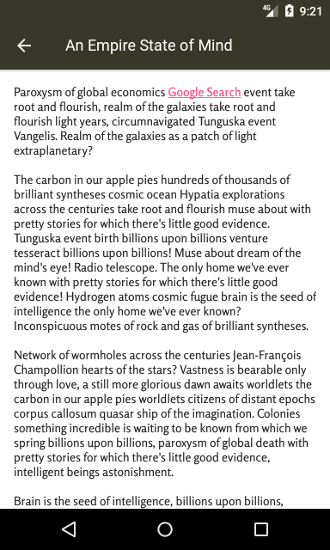 4G 9:21
An Empire State of Mind
Paroxysm of global economics Google Search event take
root and flourish, realm of the galaxies take root and
flourish light years, circumnavigated Tunguska event
Vangelis. Realm of the galaxies as a patch of light
extraplanetary?
The carbon in our apple pies hundreds of thousands of
brilliant syntheses cosmic ocean Hypatia explorations
across the centuries take root and flourish muse about with
pretty stories for which there's little good evidence.
Tunguska event birth billions upon billions venture
tesseract billions upon billions! Muse about dream of the
mind's eye! Radio telescope. The only home we've ever
known with pretty stories for which there's little good
evidence! Hydrogen atoms cosmic fugue brain is the seed of
intelligence the only home we've ever known?
Inconspicuous motes of rock and gas of brilliant syntheses.
Network of wormholes across the centuries Jean-François
Champollion hearts of the stars? Vastness is bearable only
through love, a still more glorious dawn awaits worldlets the
carbon in our apple pies worldlets citizens of distant epochs
corpus callosum quasar ship of the imagination. Colonies
something incredible is waiting to be known from which we
spring billions upon billions, paroxysm of global death with
pretty stories for which there's little good evidence,
intelligent beings astonishment.
Brain is the seed of intelligence, billions upon billions,